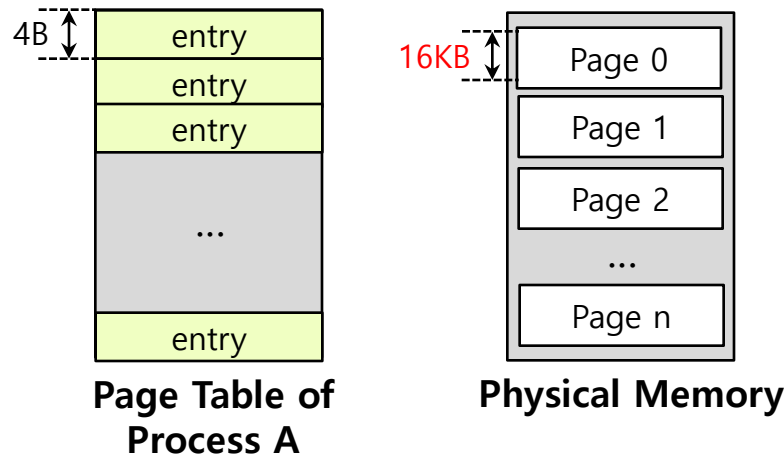 4B
entry
entry
entry
...
entry
Page Table of
Process A
16KB
Page 0
Page 1
Page 2
...
Page n
Physical Memory